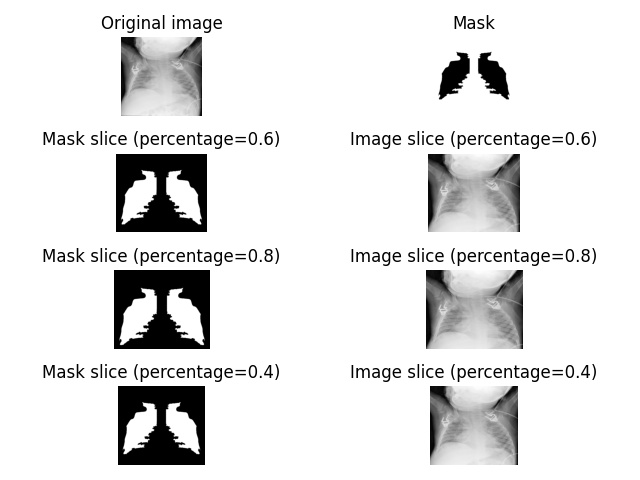 Original image
Mask
Mask slice (percentage=0.6)
Image slice (percentage=0.6)
Mask slice (percentage=0.8)
Image slice (percentage=0.8)
Mask slice (percentage=0.4)
Image slice (percentage=0.4)